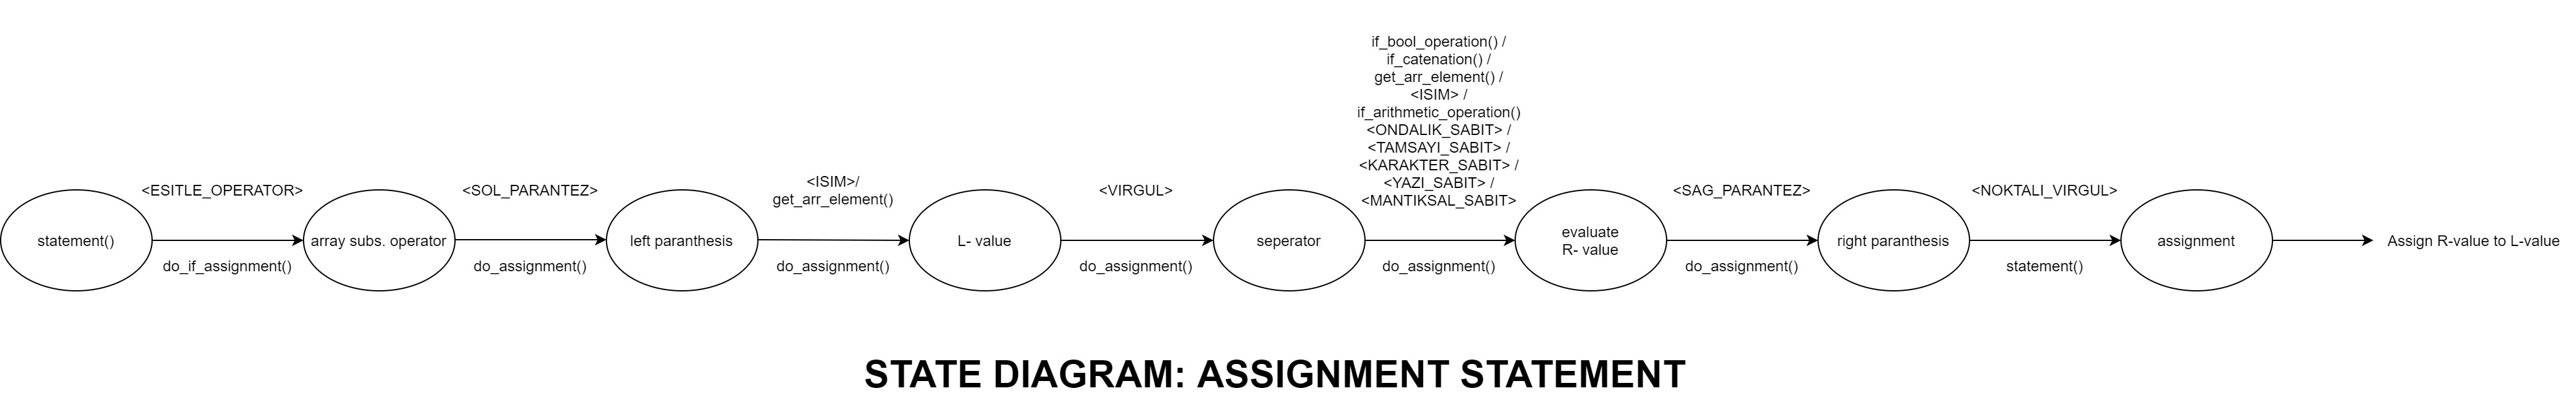 if_bool_operation() /
if_catenation() /
get_arr_element() /
<ISIM> /
if_arithmetic_operation()
<ONDALIK_SABIT> /
<TAMSAYI_SABIT> /
<KARAKTER_SABIT> /
<YAZI_SABIT> /
<MANTIKSAL_SABIT>
<ESITLE_OPERATOR>
<SOL_PARANTEZ>
<ISIM>/
get_arr_element()
<VIRGUL>
<SAG_PARANTEZ>
<NOKTALI_VIRGUL>
statement()
array subs. operator
left paranthesis
L- value
seperator
evaluate
R- value
right paranthesis
assignment
Assign R-value to L-value
do_if_assignment()
do_assignment()
do_assignment()
do_assignment()
do_assignment()
do_assignment()
statement()
STATE DIAGRAM: ASSIGNMENT STATEMENT